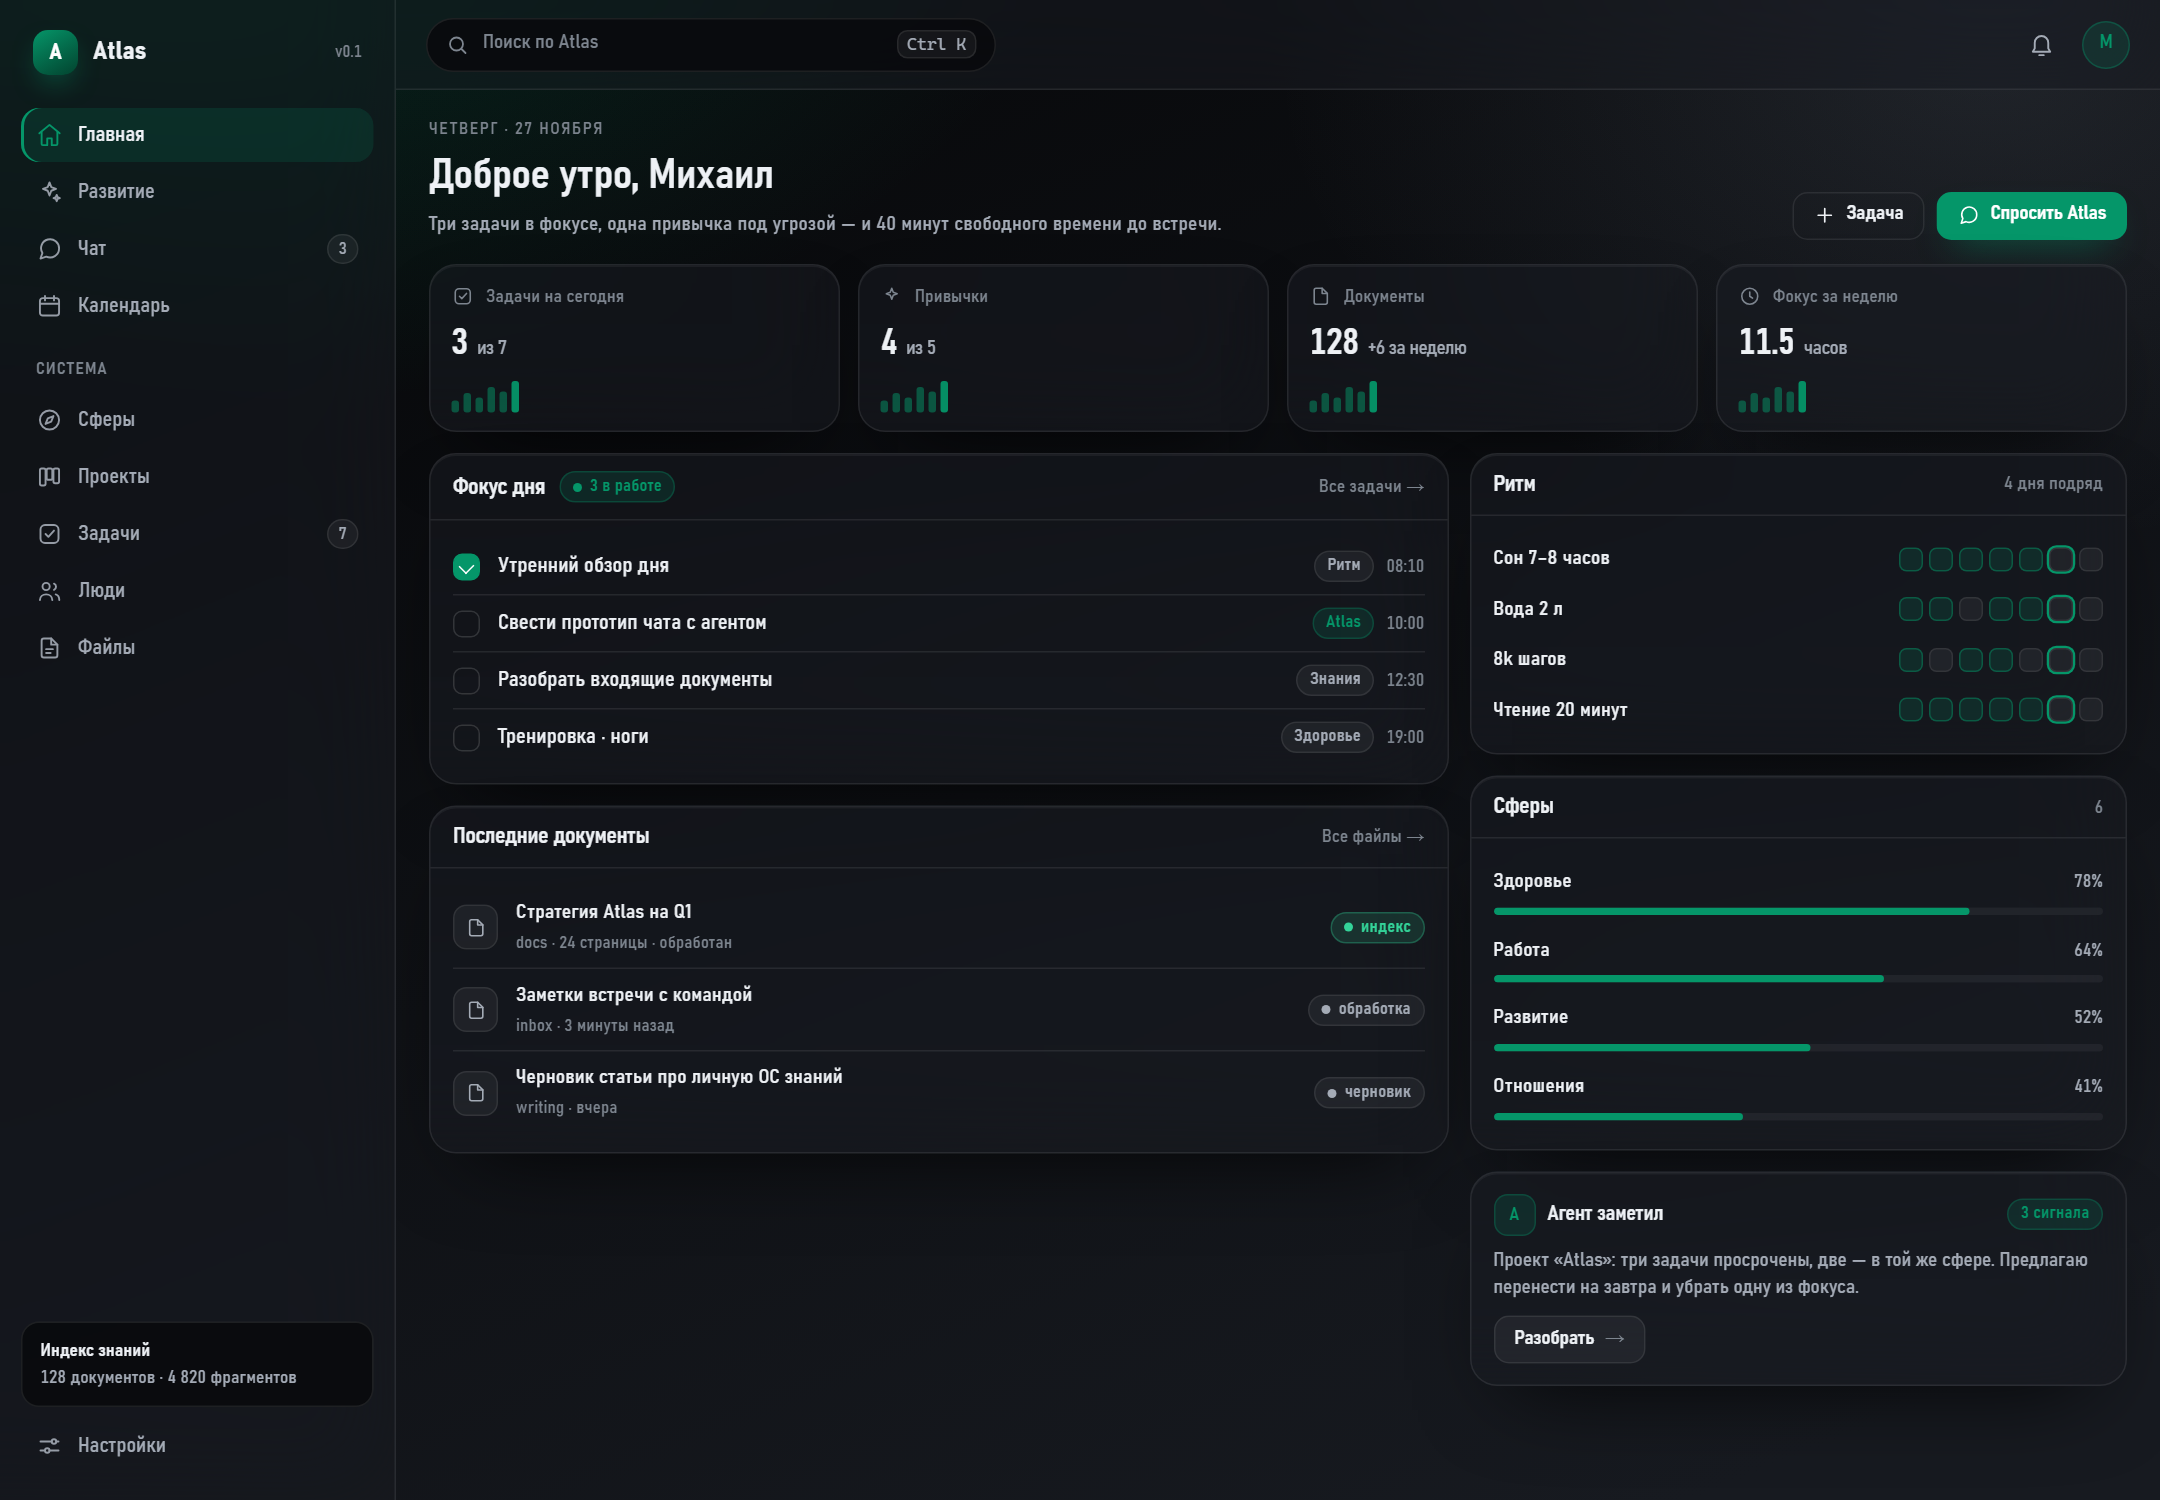 A Atlas v0.1
Главная
Развитие
Чат 3
Календарь
СИСТЕМА
Сферы
Проекты
Задачи 7
Люди
Файлы
Индекс знаний
128 документов · 4 820 фрагментов
Настройки
Поиск по Atlas Ctrl K
M
ЧЕТВЕРГ · 27 НОЯБРЯ
Доброе утро, Михаил
Три задачи в фокусе, одна привычка под угрозой — и 40 минут свободного времени до встречи.
Задача
Спросить Atlas
Задачи на сегодня
3 из 7
Привычки
4 из 5
Документы
128 +6 за неделю
Фокус за неделю
11.5 часов
Фокус дня 3 в работе Все задачи →
Утренний обзор дня Ритм 08:10
Свести прототип чата с агентом Atlas 10:00
Разобрать входящие документы Знания 12:30
Тренировка · ноги Здоровье 19:00
Последние документы Все файлы →
Стратегия Atlas на Q1
docs · 24 страницы · обработан
индекс
Заметки встречи с командой
inbox · 3 минуты назад
обработка
Черновик статьи про личную ОС знаний
writing · вчера
черновик
Ритм 4 дня подряд
Сон 7–8 часов
Вода 2 л
8k шагов
Чтение 20 минут
Сферы 6
Здоровье 78%
Работа 64%
Развитие 52%
Отношения 41%
A Агент заметил 3 сигнала
Проект «Atlas»: три задачи просрочены, две — в той же сфере. Предлагаю
перенести на завтра и убрать одну из фокуса.
Разобрать →